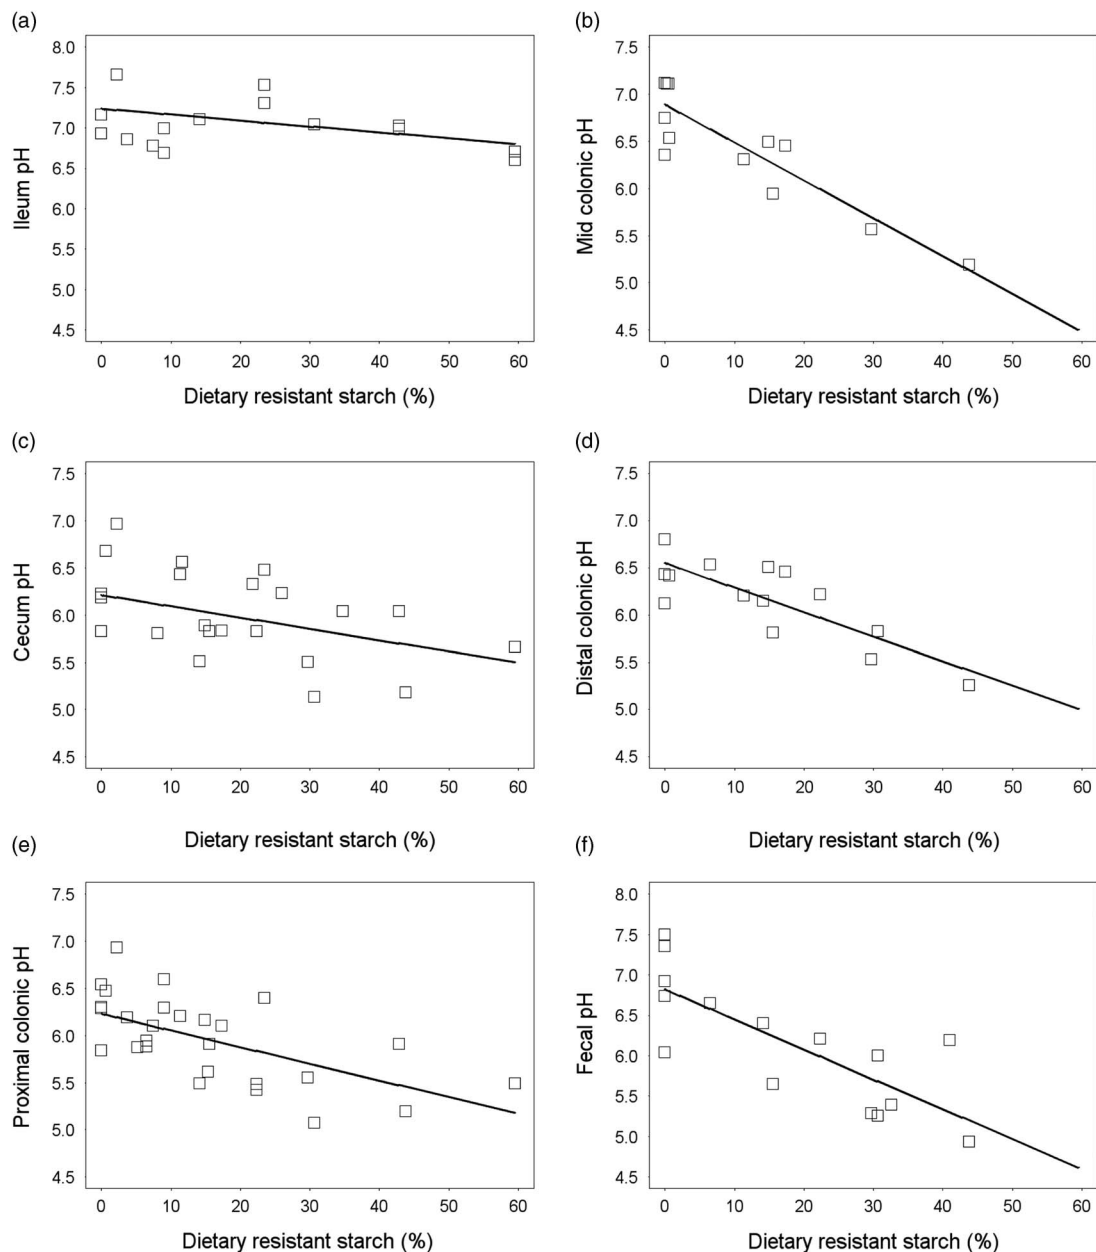 (a)
8.0
7.5
7.0
6.5
6.0
5.5
5.0
4.5
Ileum pH
0 10 20 30 40 50 60
Dietary resistant starch (%)
(b)
7.5
7.0
6.5
6.0
5.5
5.0
4.5
Mid colonic pH
0 10 20 30 40 50 60
Dietary resistant starch (%)
(c)
7.5
7.0
6.5
6.0
5.5
5.0
4.5
Cecum pH
0 10 20 30 40 50 60
Dietary resistant starch (%)
(d)
7.5
7.0
6.5
6.0
5.5
5.0
4.5
Distal colonic pH
0 10 20 30 40 50 60
Dietary resistant starch (%)
(e)
7.5
7.0
6.5
6.0
5.5
5.0
4.5
Proximal colonic pH
0 10 20 30 40 50 60
Dietary resistant starch (%)
(f)
8.0
7.5
7.0
6.5
6.0
5.5
5.0
4.5
Fecal pH
0 10 20 30 40 50 60
Dietary resistant starch (%)